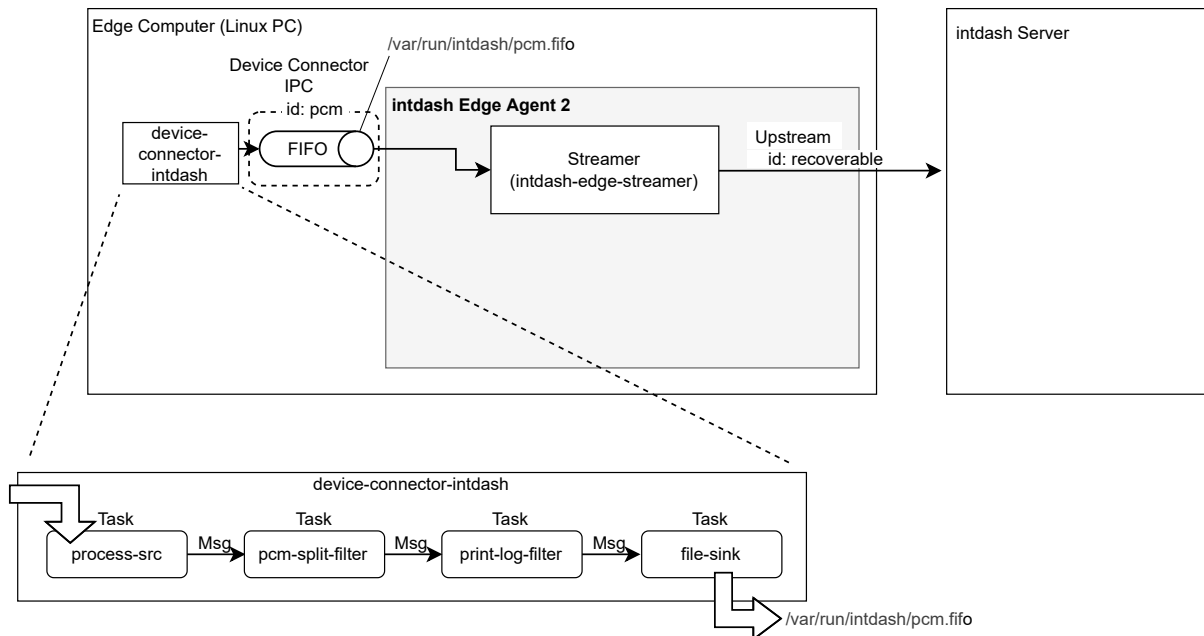 Edge Computer (Linux PC)
intdash Server
/var/run/intdash/pcm.fifo
Device Connector
IPC
id: pcm
intdash Edge Agent 2
device-
connector-
intdash
FIFO
Streamer
(intdash-edge-streamer)
Upstream
id: recoverable
device-connector-intdash
Task
Task
Task
Task
process-src
Msg
pcm-split-filter
Msg
print-log-filter
Msg
file-sink
/var/run/intdash/pcm.fifo